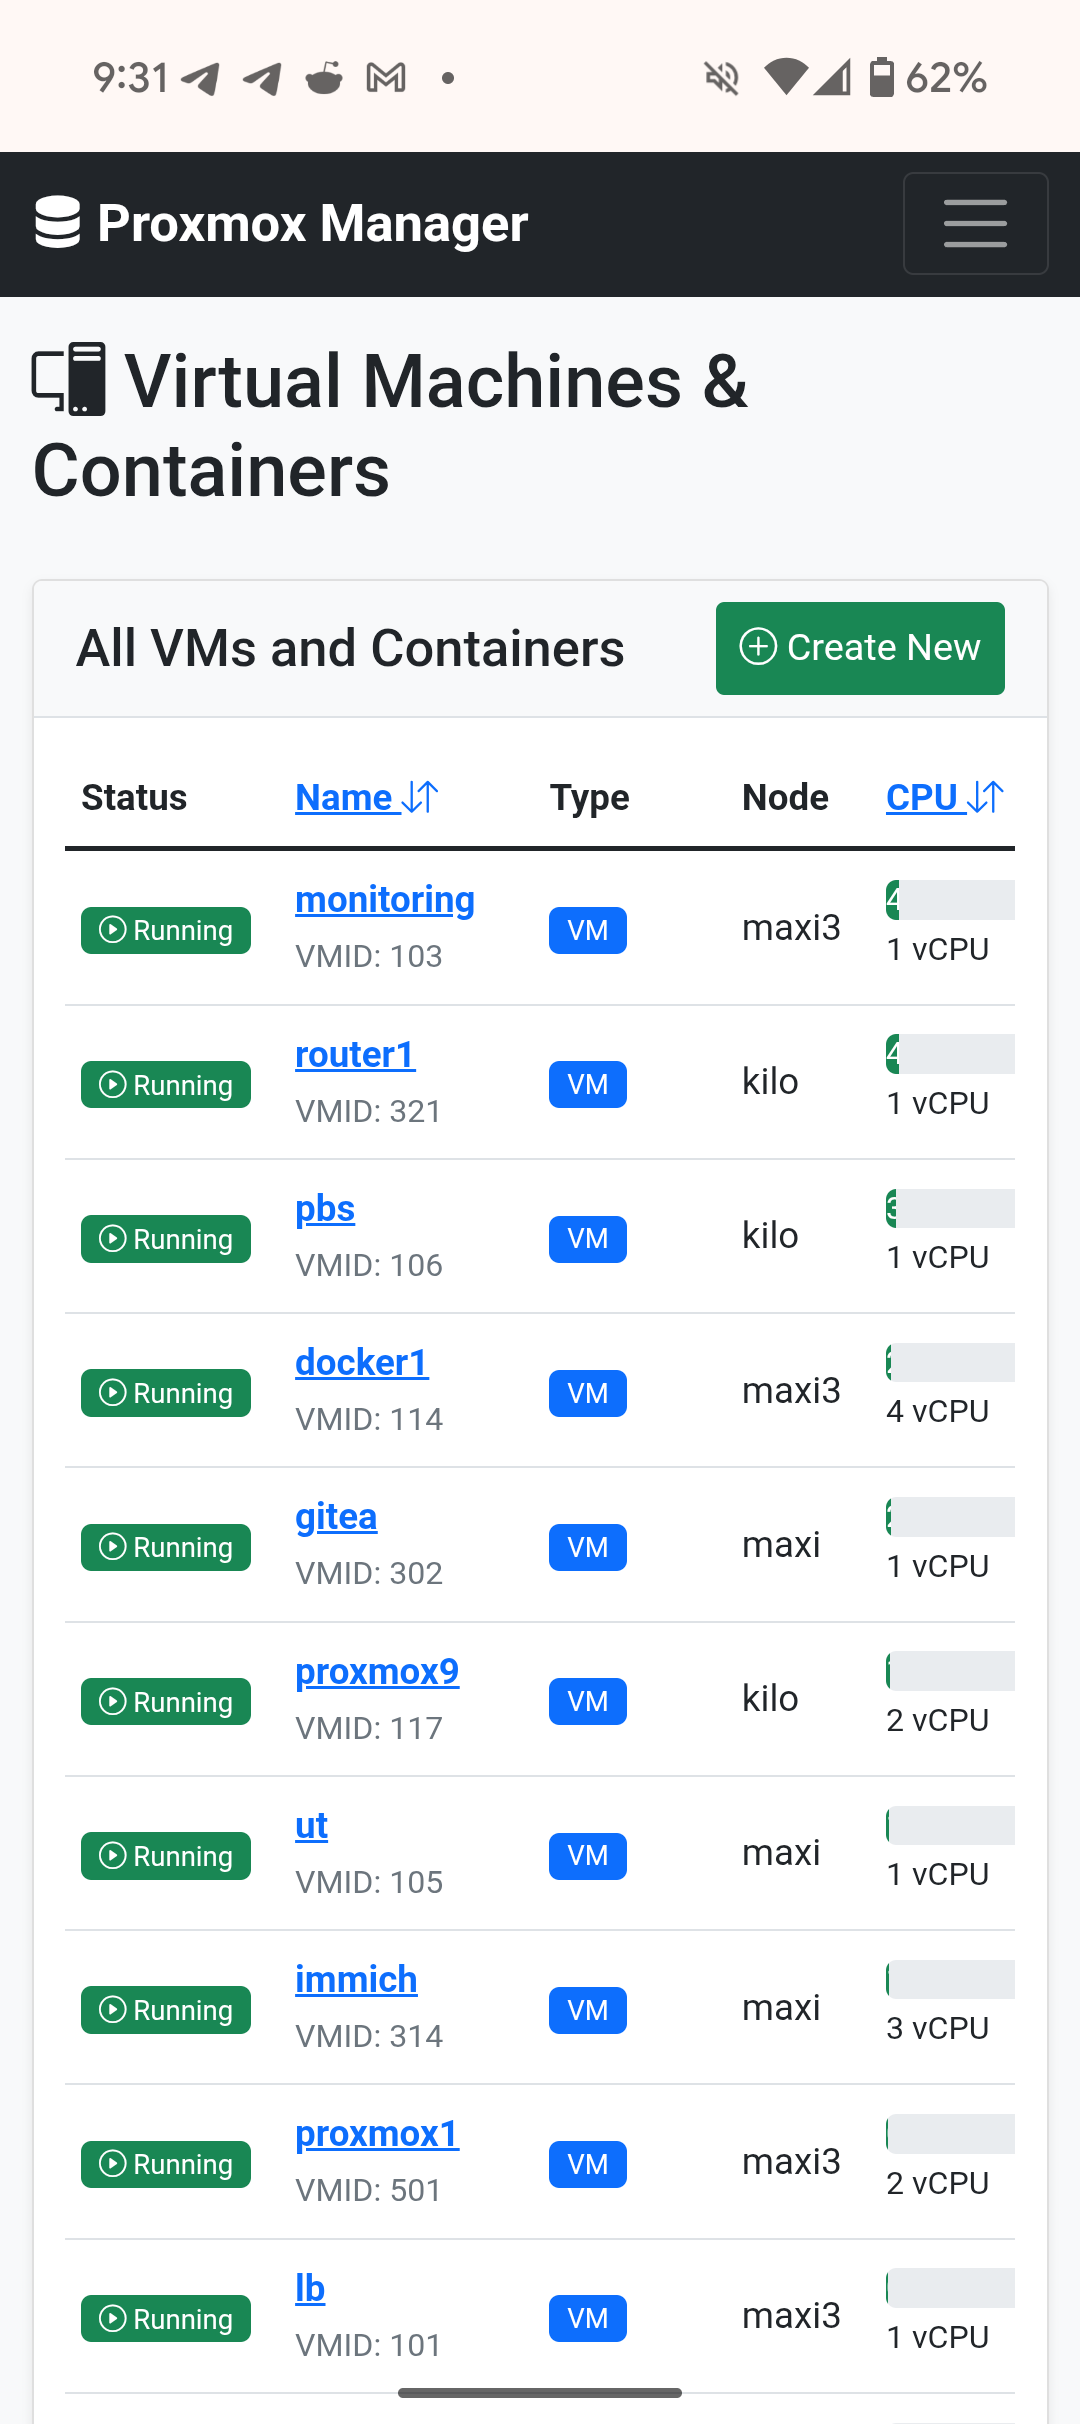 9:31 62%
Proxmox Manager
Virtual Machines &
Containers
All VMs and Containers Create New
Status Name Type Node CPU
Running monitoring VMID: 103 VM maxi3 1 vCPU
Running router1 VMID: 321 VM kilo 1 vCPU
Running pbs VMID: 106 VM kilo 1 vCPU
Running docker1 VMID: 114 VM maxi3 4 vCPU
Running gitea VMID: 302 VM maxi 1 vCPU
Running proxmox9 VMID: 117 VM kilo 2 vCPU
Running ut VMID: 105 VM maxi 1 vCPU
Running immich VMID: 314 VM maxi 3 vCPU
Running proxmox1 VMID: 501 VM maxi3 2 vCPU
Running lb VMID: 101 VM maxi3 1 vCPU